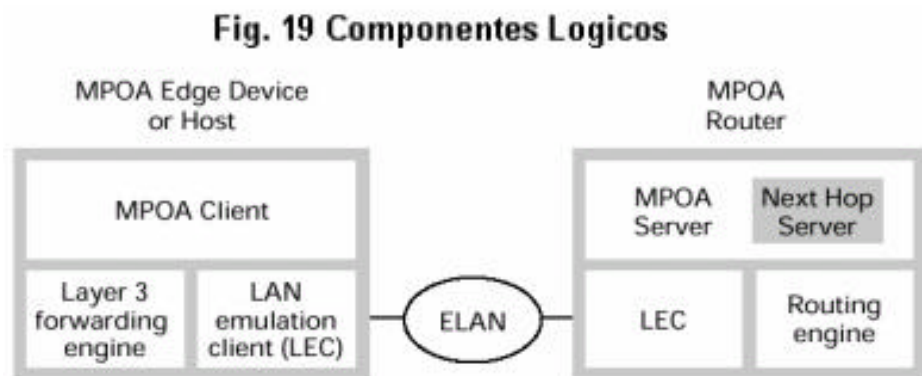 Fig. 19 Componentes Logicos
MPOA Edge Device
or Host
MPOA
Router
MPOA Client
Layer 3
forwarding
engine
LAN
emulation
client (LEC)
ELAN
MPOA
Server
Next Hop
Server
LEC
Routing
engine